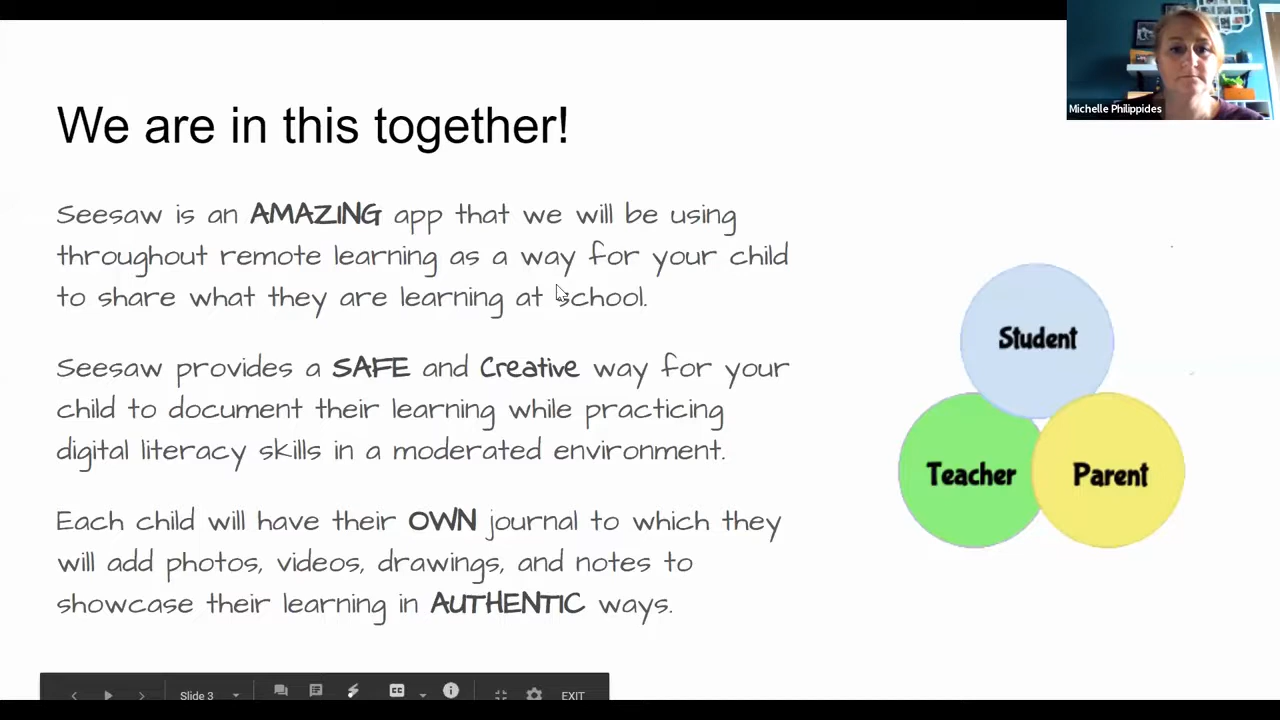 Michelle Philippides
We are in this together!
Seesaw is an AMAZING app that we will be using
throughout remote learning as a way for your child
to share what they are learning at school.
Seesaw provides a SAFE and Creative way for your
child to document their learning while practicing
digital literacy skills in a moderated environment.
Each child will have their OWN journal to which they
will add photos, videos, drawings, and notes to
showcase their learning in AUTHENTIC ways.
Student
Teacher
Parent
Slide 3
CC
EXIT